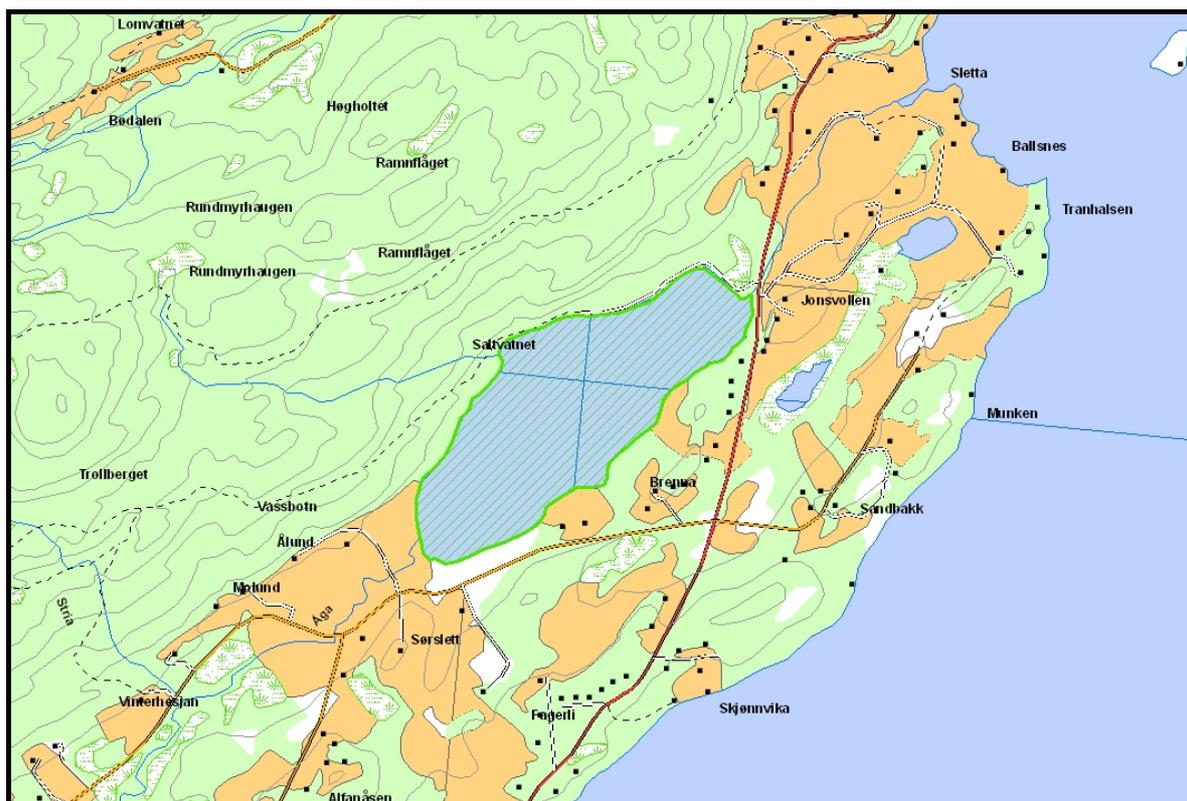 Lomvatnet
Sletta
Høgholtet
Bødalen
Ballsnes
Ramnflåget
Rundmyrhaugen
Tranhalsen
Ramnflåget
Rundmyrhaugen
Jonsvollen
Saltvatnet
Munken
Trollberget
Brenna
Vassbotn
Sandbakk
Ålund
Mølund
Stria
Åga
Sørslett
Vinterhesjan
Fagerli
Skjønnvika
Alfanåsen